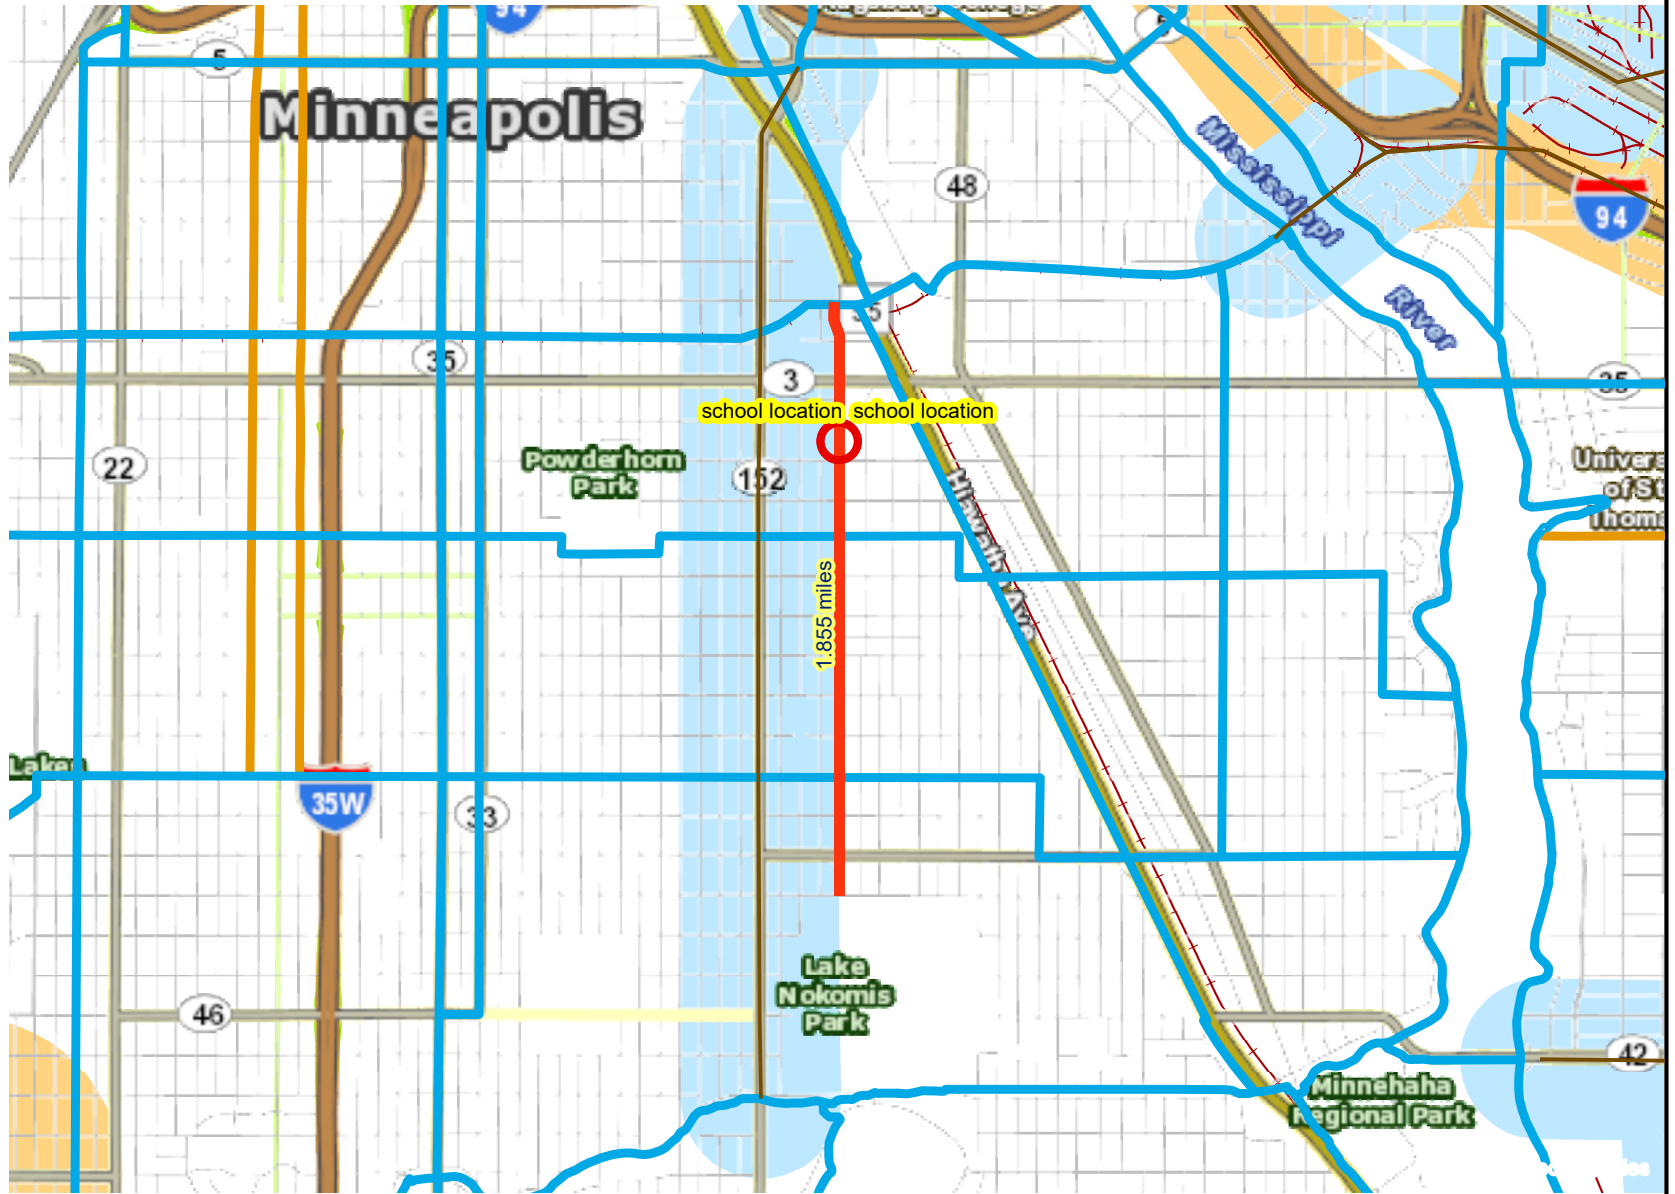 94
5
5
Minneapolis
Mississippi
48
94
River
35
3
35
35
school location
school location
22
Powderhorn
Park
152
Hiawatha Ave
Univers
of St
Thoma
1.855 miles
Lake
35W
33
Lake
Nokomis
Park
46
42
Minnehaha
Regional Park